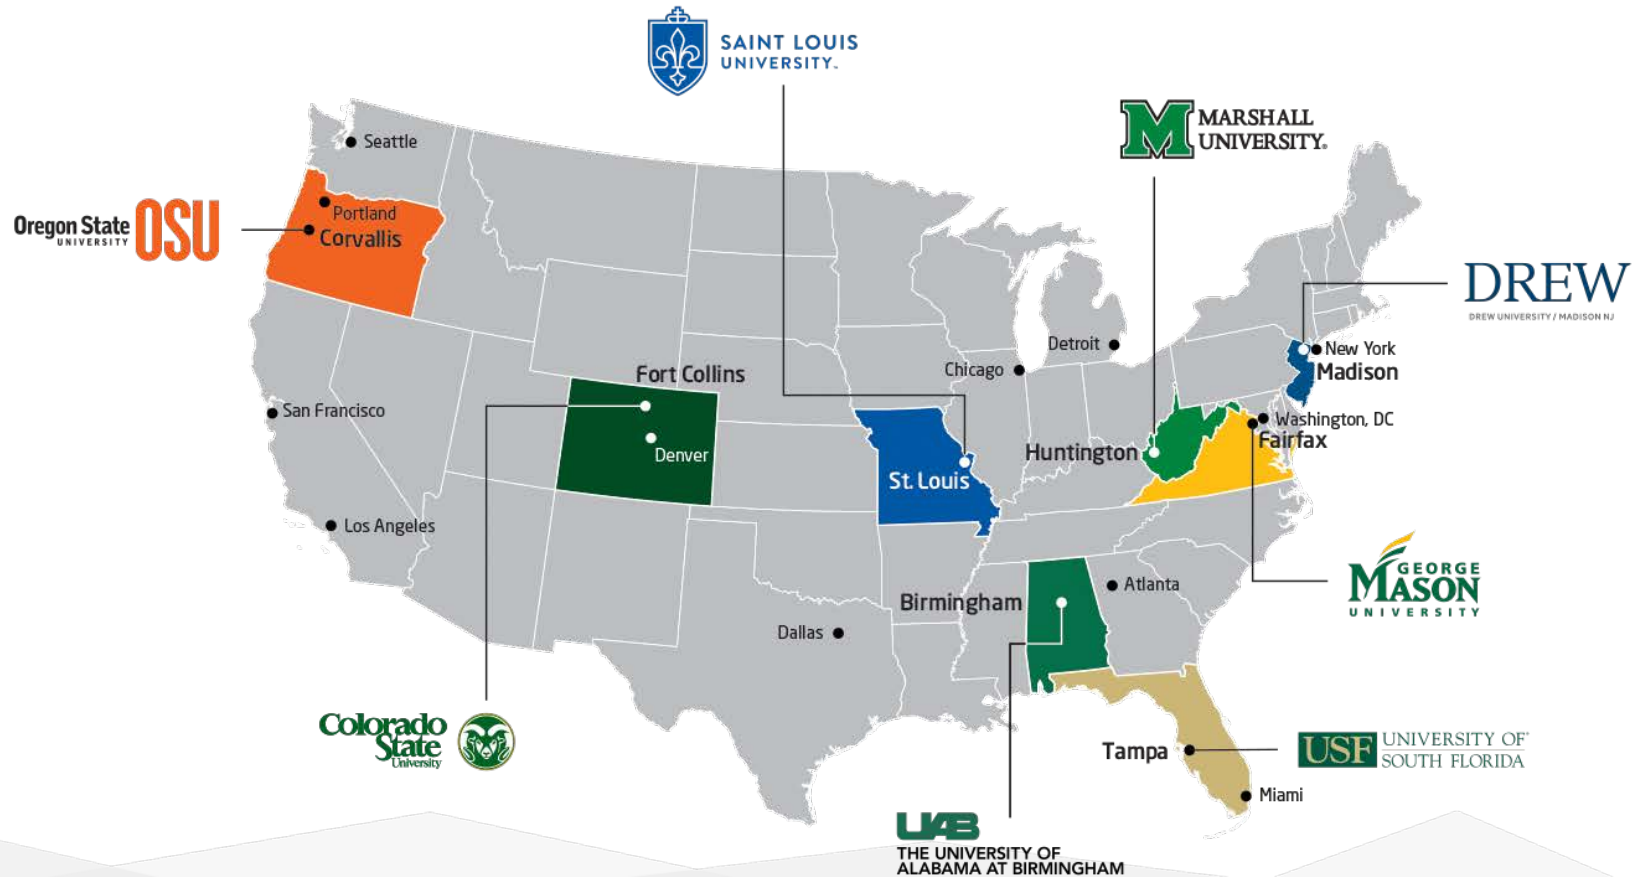 SAINT LOUIS
UNIVERSITY™
MARSHALL
UNIVERSITY®
Seattle
Oregon State
UNIVERSITY
OSU
Portland
Corvallis
DREW
DREW UNIVERSITY / MADISON NJ
Detroit
New York
Chicago
Madison
Fort Collins
San Francisco
Washington, DC
Fairfax
Denver
Huntington
St. Louis
Los Angeles
GEORGE
MASON
UNIVERSITY
Atlanta
Birmingham
Dallas
Colorado
State
University
Tampa
USF
UNIVERSITY OF
SOUTH FLORIDA
Miami
UAB
THE UNIVERSITY OF
ALABAMA AT BIRMINGHAM